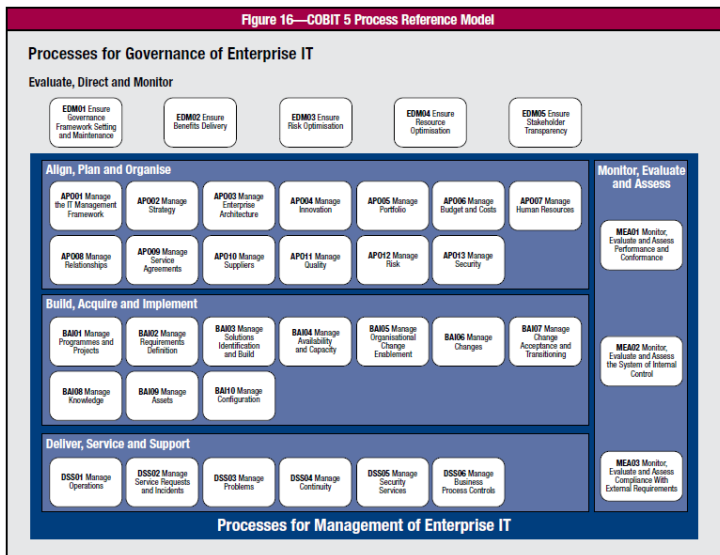 Figure 16—COBIT 5 Process Reference Model
Processes for Governance of Enterprise IT
Evaluate, Direct and Monitor
EDM01 Ensure
Governance
Framework Setting
and Maintenance
EDM02 Ensure
Benefits Delivery
EDM03 Ensure
Risk Optimisation
EDM04 Ensure
Resource
Optimisation
EDM05 Ensure
Stakeholder
Transparency
Align, Plan and Organise
APO01 Manage
the IT Management
Framework
APO02 Manage
Strategy
APO03 Manage
Enterprise
Architecture
APO04 Manage
Innovation
APO05 Manage
Portfolio
APO06 Manage
Budget and Costs
APO07 Manage
Human Resources
APO08 Manage
Relationships
APO09 Manage
Service
Agreements
APO10 Manage
Suppliers
APO11 Manage
Quality
APO12 Manage
Risk
APO13 Manage
Security
Build, Acquire and Implement
BAI01 Manage
Programmes and
Projects
BAI02 Manage
Requirements
Definition
BAI03 Manage
Solutions
Identification
and Build
BAI04 Manage
Availability
and Capacity
BAI05 Manage
Organisational
Change
Enablement
BAI06 Manage
Changes
BAI07 Manage
Change
Acceptance and
Transitioning
BAI08 Manage
Knowledge
BAI09 Manage
Assets
BAI10 Manage
Configuration
Deliver, Service and Support
DSS01 Manage
Operations
DSS02 Manage
Service Requests
and Incidents
DSS03 Manage
Problems
DSS04 Manage
Continuity
DSS05 Manage
Security
Services
DSS06 Manage
Business
Process Controls
Monitor, Evaluate
and Assess
MEA01 Monitor,
Evaluate and Assess
Performance and
Conformance
MEA02 Monitor,
Evaluate and Assess
the System of Internal
Control
MEA03 Monitor,
Evaluate and Assess
Compliance With
External Requirements
Processes for Management of Enterprise IT